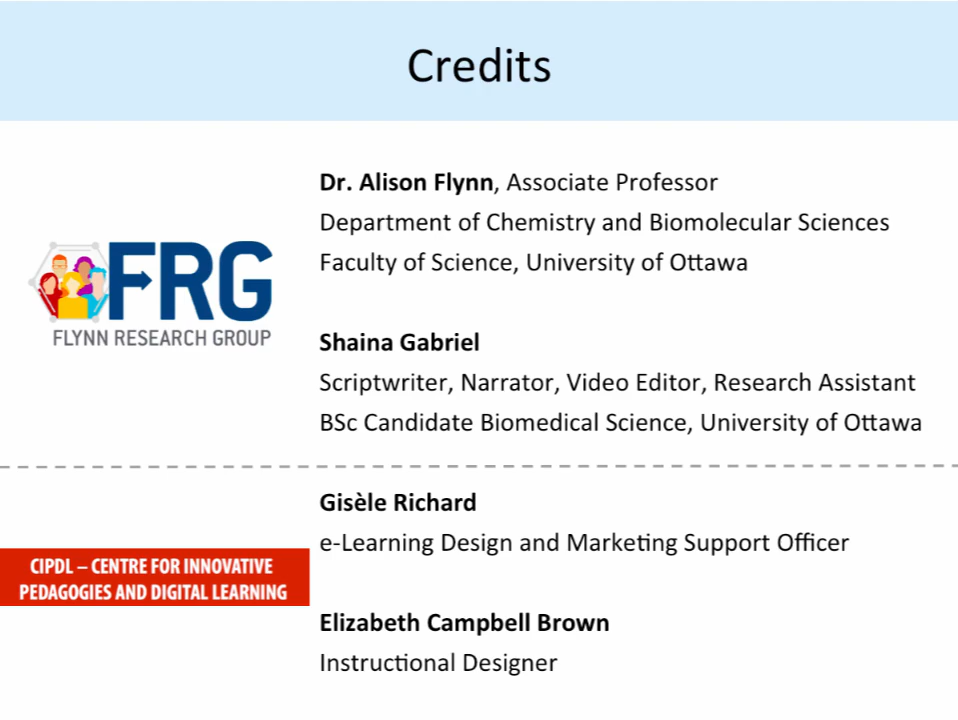 Credits
Dr. Alison Flynn, Associate Professor
Department of Chemistry and Biomolecular Sciences
Faculty of Science, University of Ottawa
FRG
FLYNN RESEARCH GROUP
Shaina Gabriel
Scriptwriter, Narrator, Video Editor, Research Assistant
BSc Candidate Biomedical Science, University of Ottawa
Gisèle Richard
e-Learning Design and Marketing Support Officer
CIPDL – CENTRE FOR INNOVATIVE
PEDAGOGIES AND DIGITAL LEARNING
Elizabeth Campbell Brown
Instructional Designer